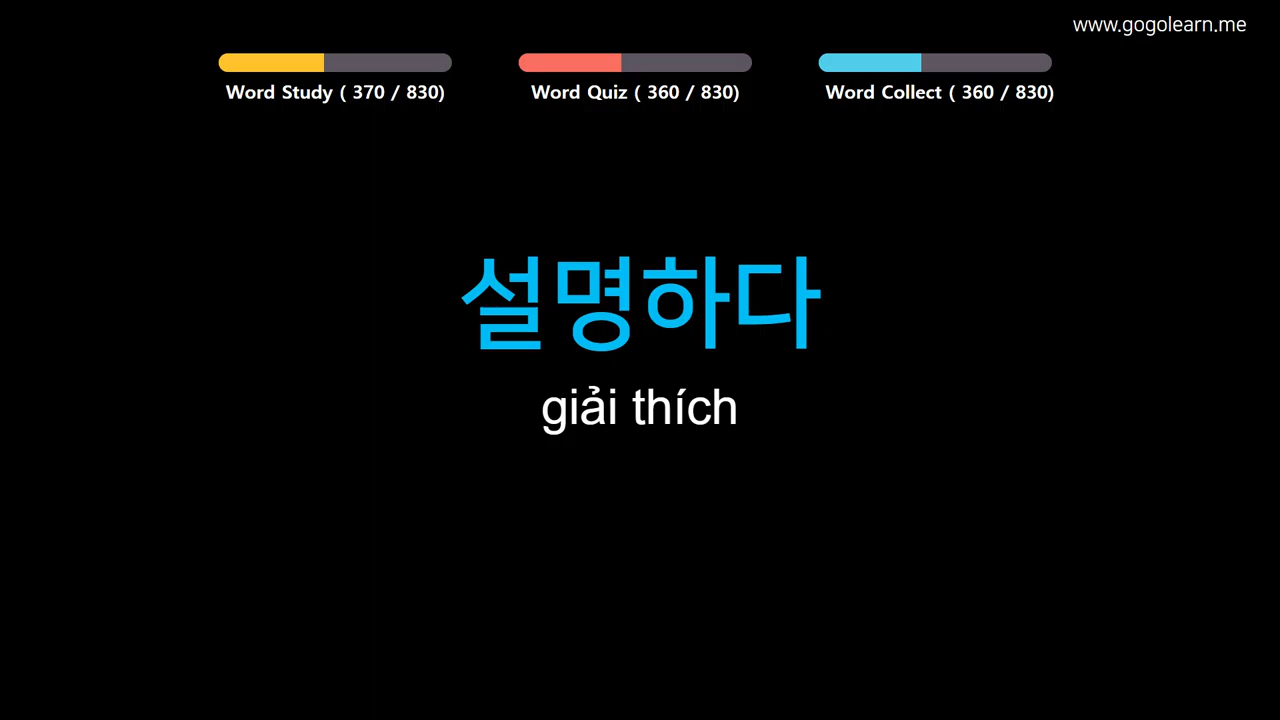 www.gogolearn.me
Word Study ( 370 / 830)
Word Quiz ( 360 / 830)
Word Collect ( 360 / 830)
설명하다
giải thích